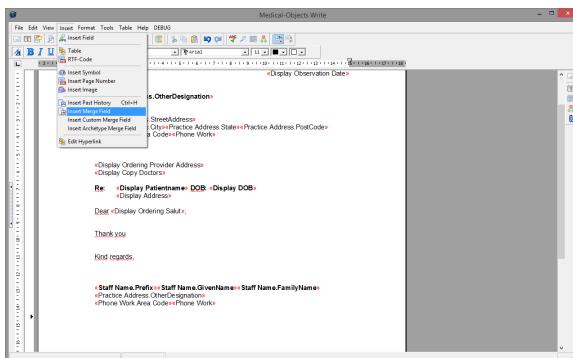 Medical-Objects Write
File Edit View Insert Format Tools Table Help DEBUG
Insert Field
Table
RTF-Code
Insert Symbol
Insert Page Number
Insert Image
Insert Past History Ctrl+H
Insert Merge Field
Insert Custom Merge Field
Insert Archetype Merge Field
Edit Hyperlink
B I U
Arial
11
«Display Observation Date»
s.OtherDesignation»
.StreetAddress»
.City»«Practice Address.State»«Practice Address.PostCode»
a Code»«Phone Work»
«Display Ordering Provider Address»
«Display Copy Doctors»
Re: «Display Patientname» DOB: «Display DOB»
«Display Address»
Dear «Display Ordering Salut»,
Thank you
Kind regards,
«Staff Name.Prefix»«Staff Name.GivenName»«Staff Name.FamilyName»
«Practice Address.OtherDesignation»
«Phone Work Area Code»«Phone Work»